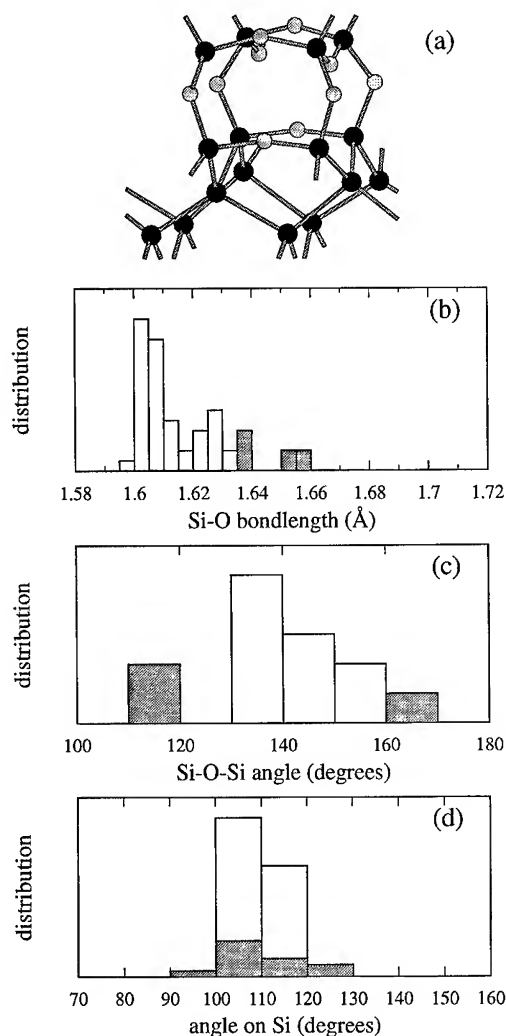 (a)
(b)
distribution
1.58 1.6 1.62 1.64 1.66 1.68 1.7 1.72
Si-O bondlength (Å)
(c)
distribution
100 120 140 160 180
Si-O-Si angle (degrees)
(d)
distribution
70 80 90 100 110 120 130 140 150 160
angle on Si (degrees)